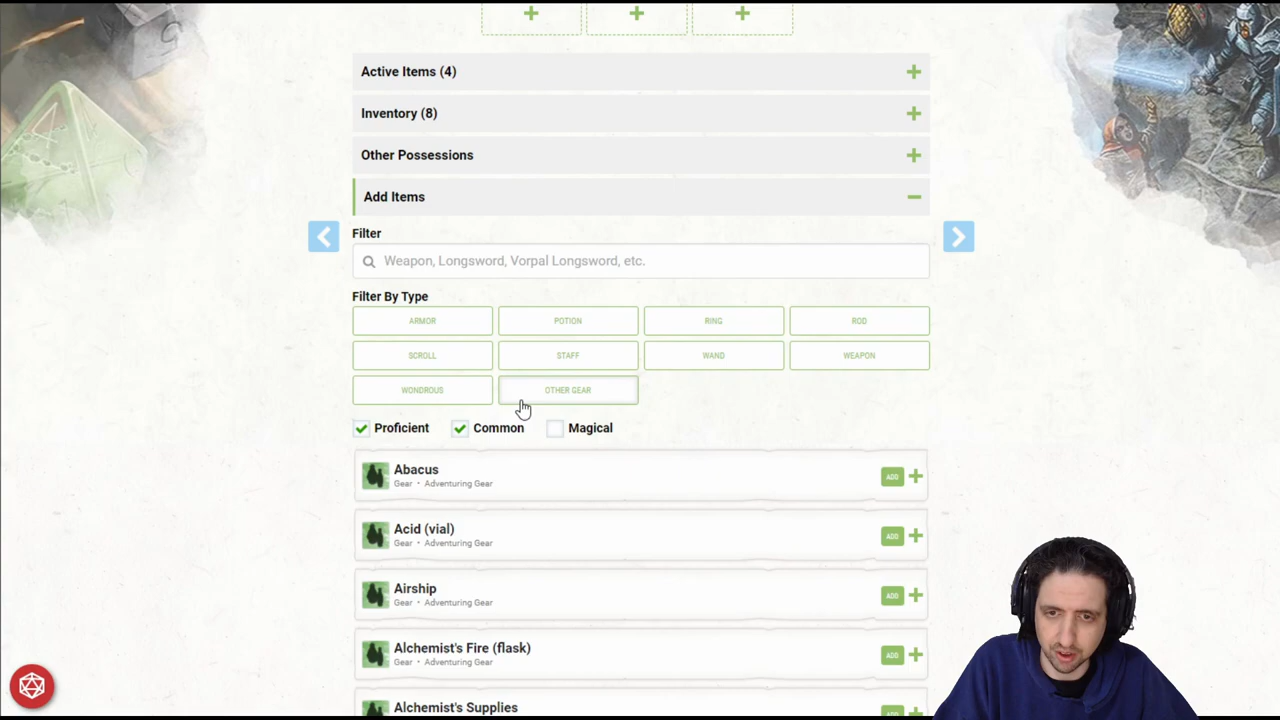 Active Items (4)
Inventory (8)
Other Possessions
Add Items
Filter
Weapon, Longsword, Vorpal Longsword, etc.
Filter By Type
ARMOR POTION RING ROD
SCROLL STAFF WAND WEAPON
WONDROUS OTHER GEAR
Proficient Common Magical
Abacus
Gear • Adventuring Gear
ADD
Acid (vial)
Gear • Adventuring Gear
ADD
Airship
Gear • Adventuring Gear
ADD
Alchemist's Fire (flask)
Gear • Adventuring Gear
ADD
Alchemist's Supplies
ADD